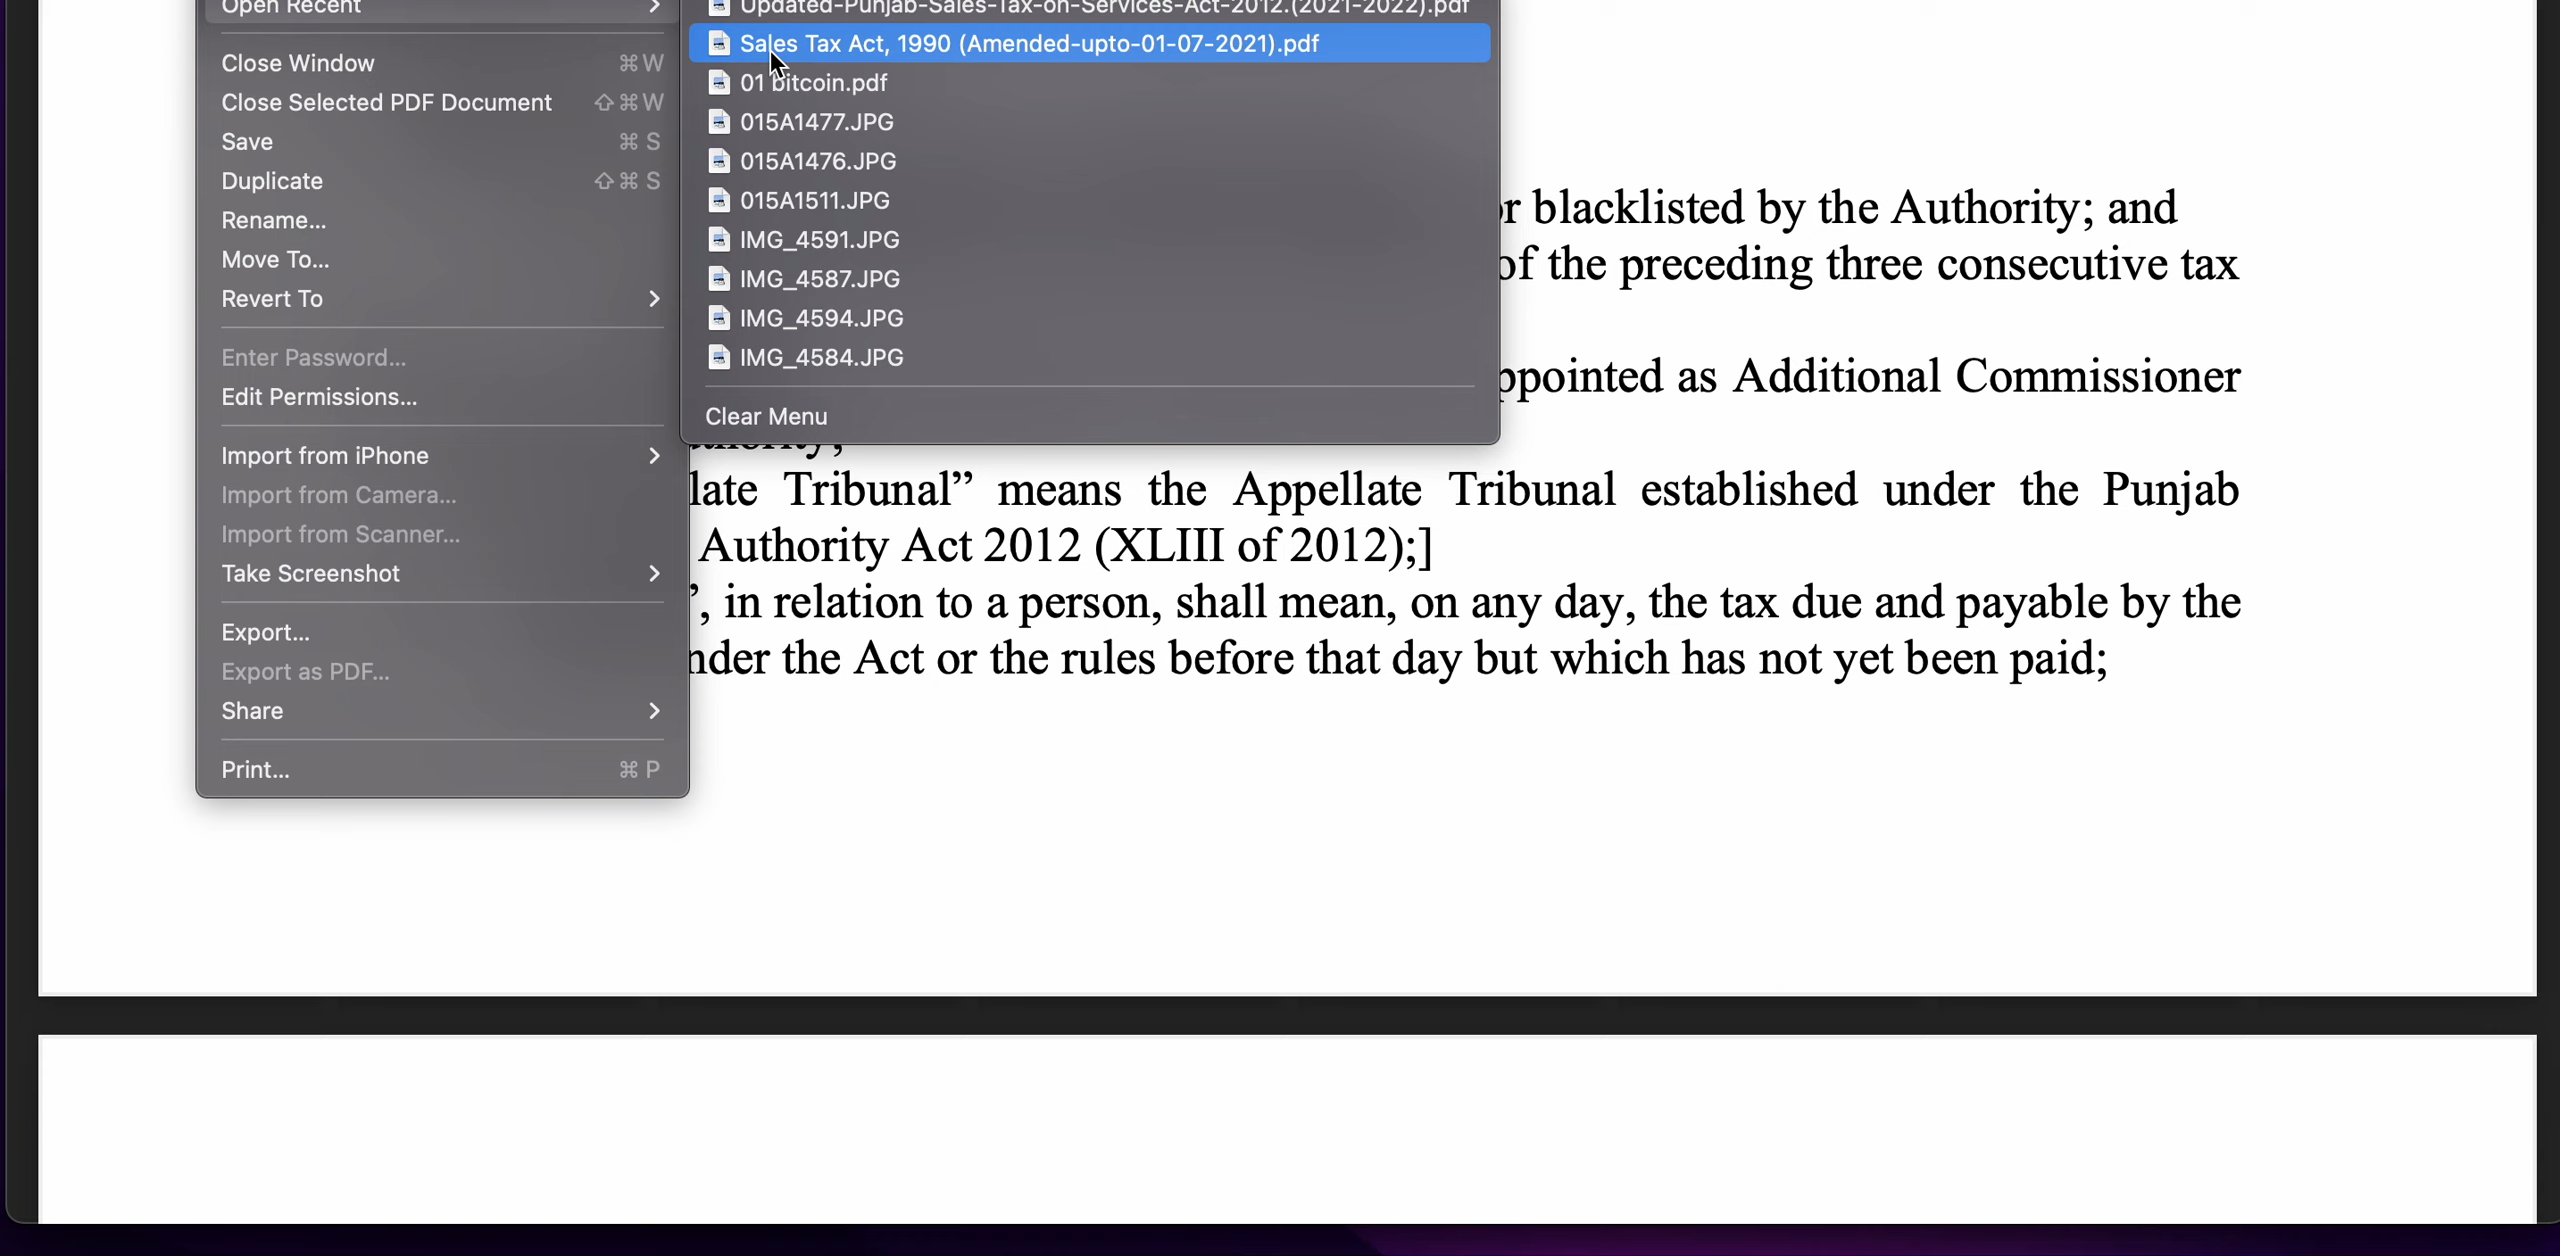 Open Recent
Close Window ⌘W
Close Selected PDF Document ⇧⌘W
Save ⌘S
Duplicate ⇧⌘S
Rename...
Move To...
Revert To
Enter Password...
Edit Permissions...
Import from iPhone
Import from Camera...
Import from Scanner...
Take Screenshot
Export...
Export as PDF...
Share
Print... ⌘P
Updated-Punjab-Sales-Tax-on-Services-Act-2012.(2021-2022).pdf
Sales Tax Act, 1990 (Amended-upto-01-07-2021).pdf
01 bitcoin.pdf
015A1477.JPG
015A1476.JPG
015A1511.JPG
IMG_4591.JPG
IMG_4587.JPG
IMG_4594.JPG
IMG_4584.JPG
Clear Menu
r blacklisted by the Authority; and
of the preceding three consecutive tax
ppointed as Additional Commissioner
late Tribunal” means the Appellate Tribunal established under the Punjab
Authority Act 2012 (XLIII of 2012);]
”, in relation to a person, shall mean, on any day, the tax due and payable by the
nder the Act or the rules before that day but which has not yet been paid;